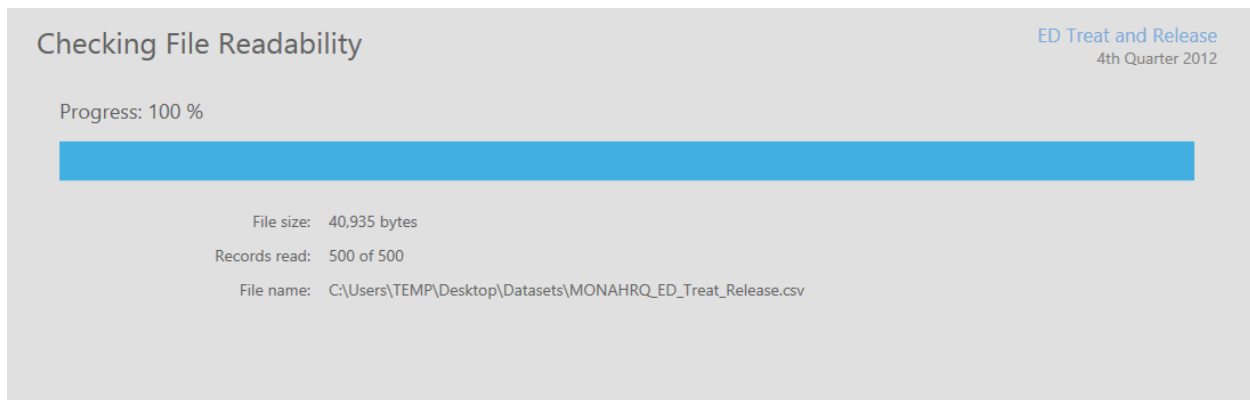 Checking File Readability
ED Treat and Release
4th Quarter 2012
Progress: 100 %
File size: 40,935 bytes
Records read: 500 of 500
File name: C:\Users\TEMP\Desktop\Datasets\MONAHRQ_ED_Treat_Release.csv